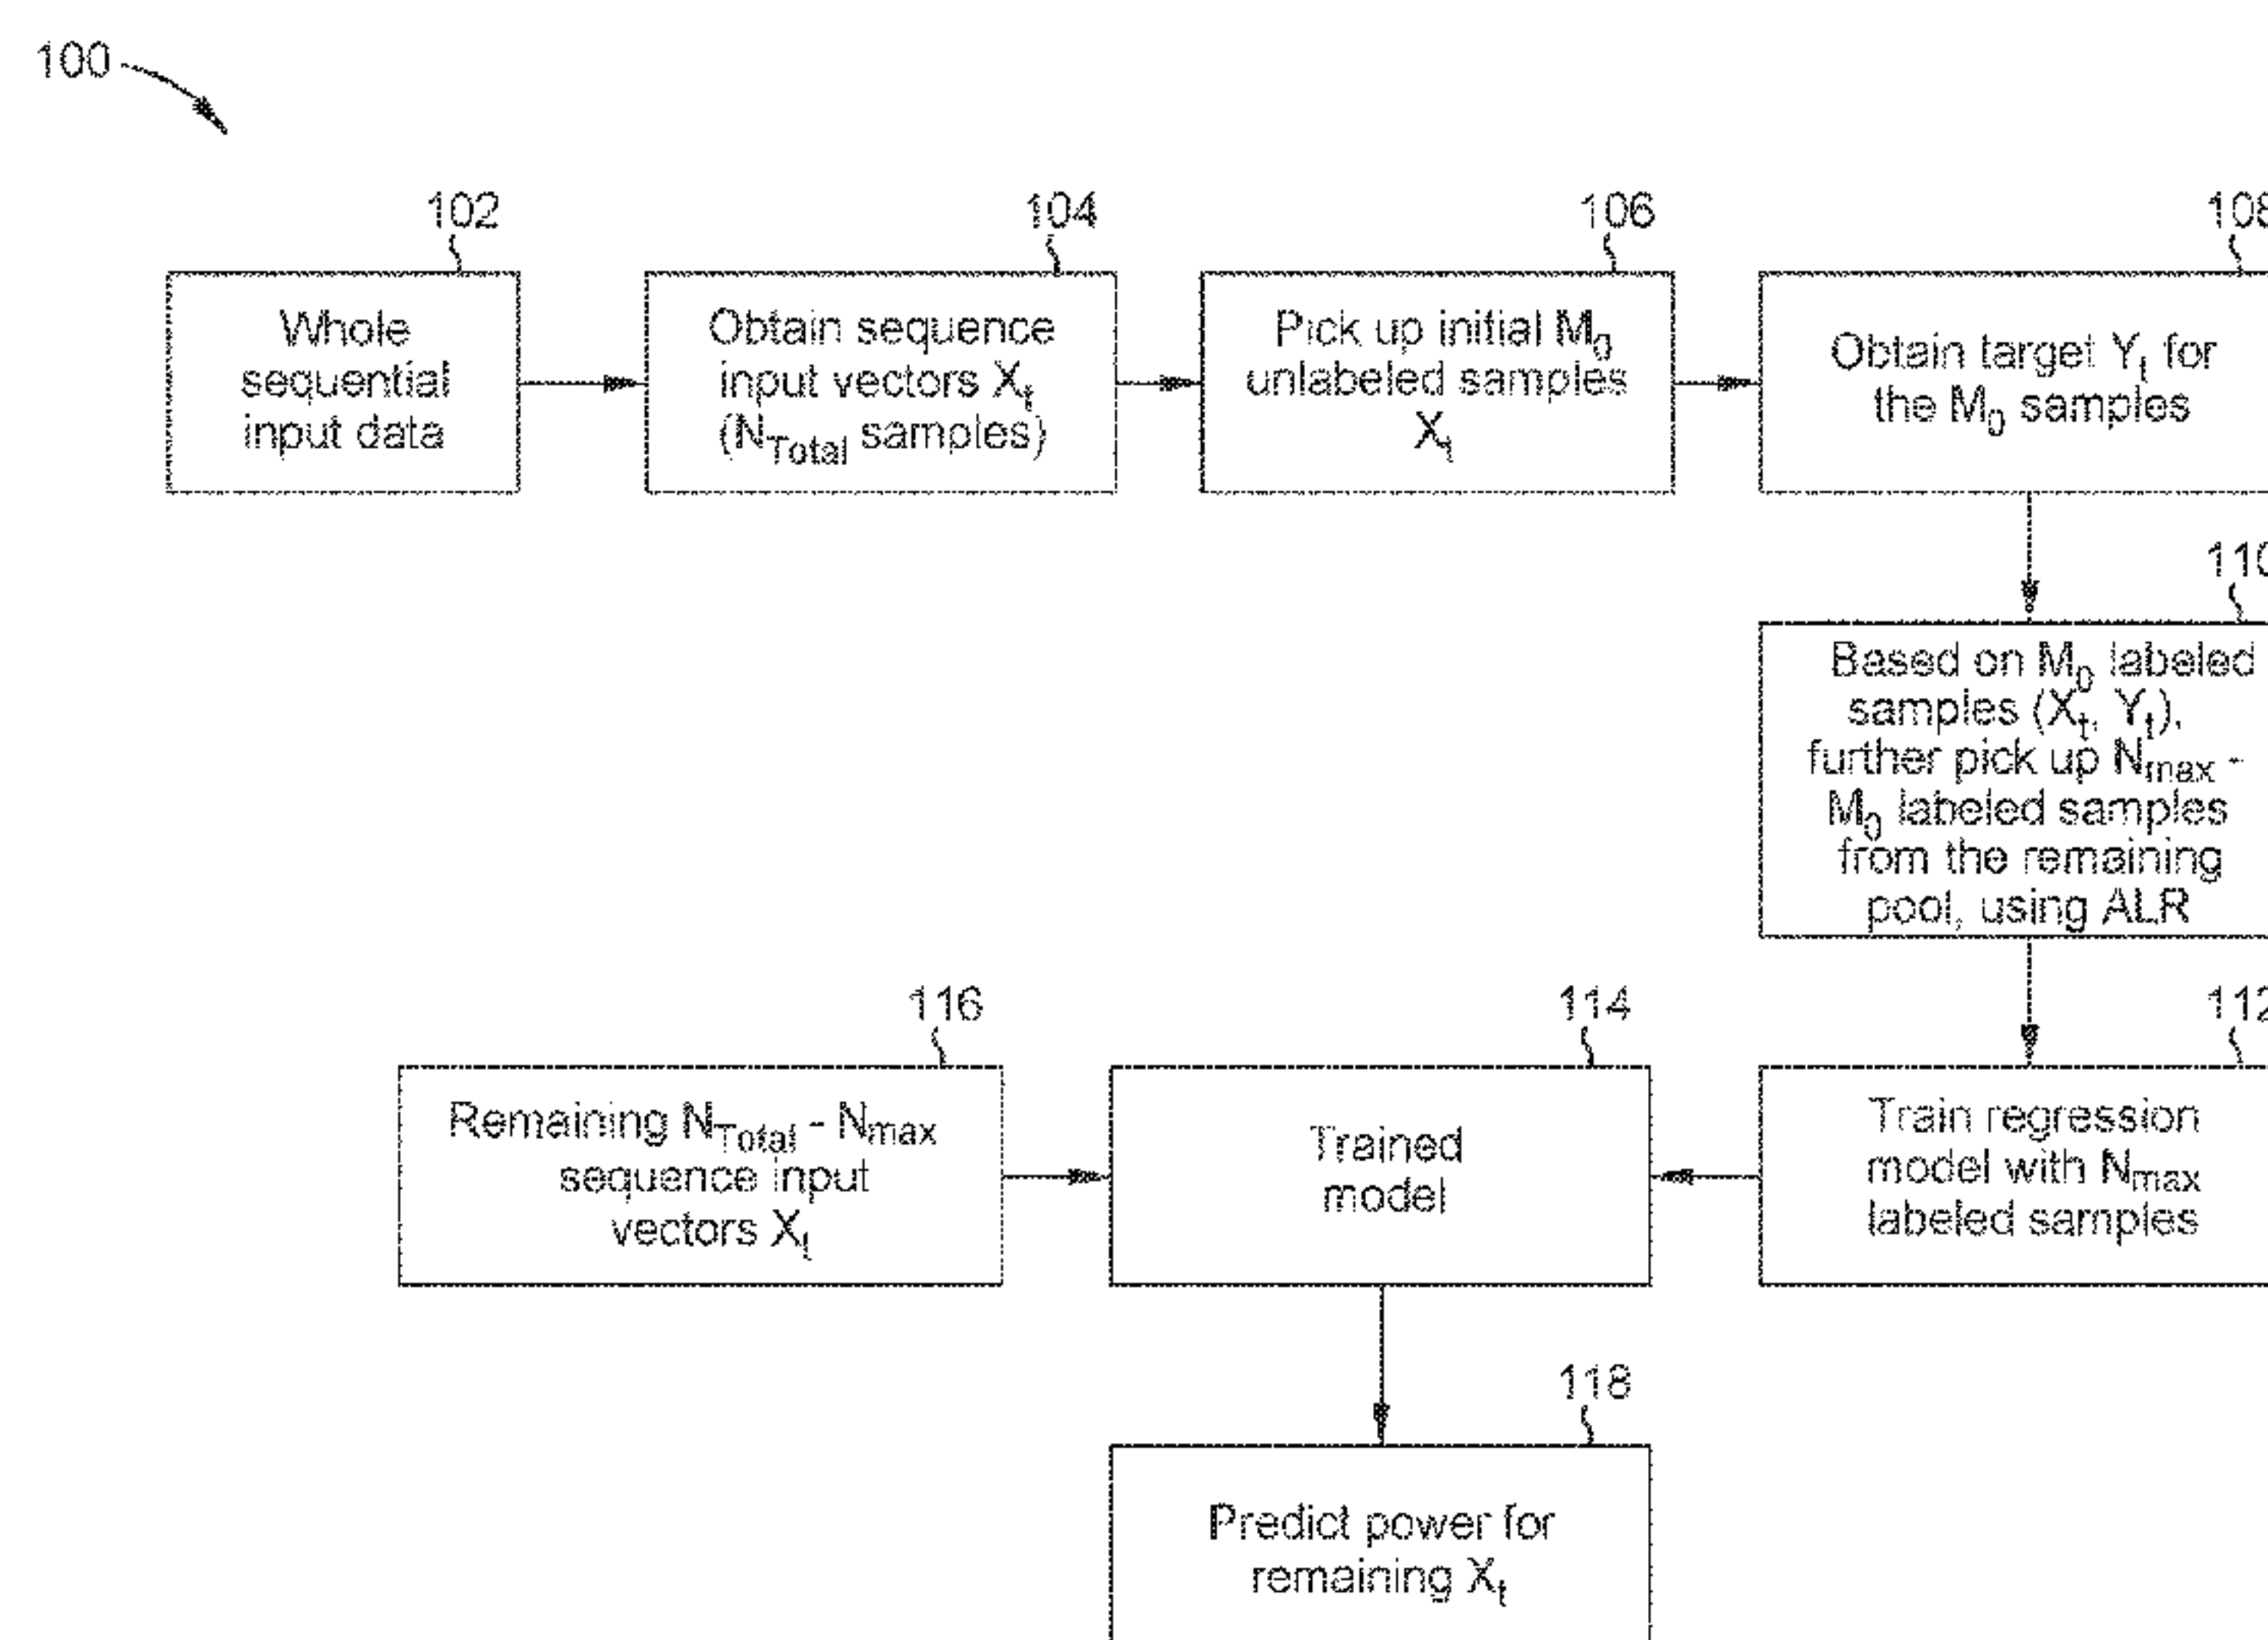 100
102
104
106
108
Whole
sequential
input data
Obtain sequence
input vectors Xt
(NTotal samples)
Pick up initial M0
unlabeled samples
Xt
Obtain target Yt for
the M0 samples
110
Based on M0 labeled
samples (Xt, Yt),
further pick up Nmax -
M0 labeled samples
from the remaining
pool, using ALR
116
114
112
Remaining NTotal - Nmax
sequence input
vectors Xt
Trained
model
Train regression
model with Nmax
labeled samples
118
Predict power for
remaining Xt